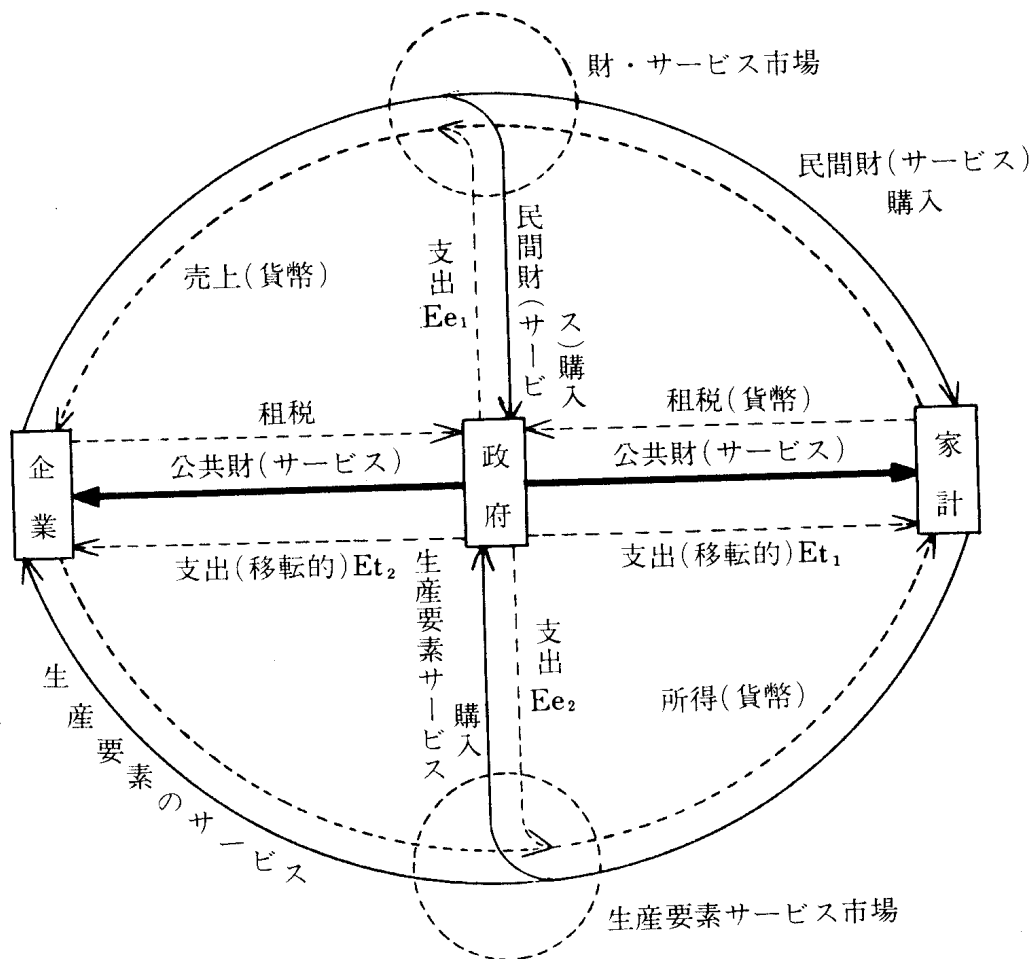 財・サービス市場
民間財(サービス)
購入
売上(貨幣)
支出
Ee₁
民間財(サービ
ス)購入
租税
租税(貨幣)
公共財(サービス)
公共財(サービス)
企業
政府
家計
支出(移転的)Et₂
支出(移転的)Et₁
生産要素サービス
購入
支出
Ee₂
所得(貨幣)
生産要素のサービス
生産要素サービス市場